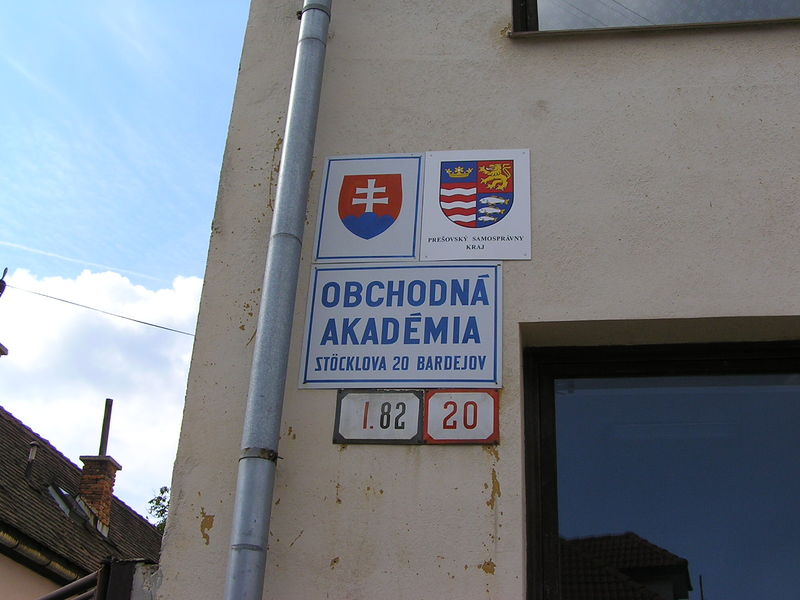 PREŠOVSKÝ SAMOSPRÁVNY
KRAJ
OBCHODNÁ
AKADÉMIA
STÖCKLOVA 20 BARDEJOV
I. 82
20